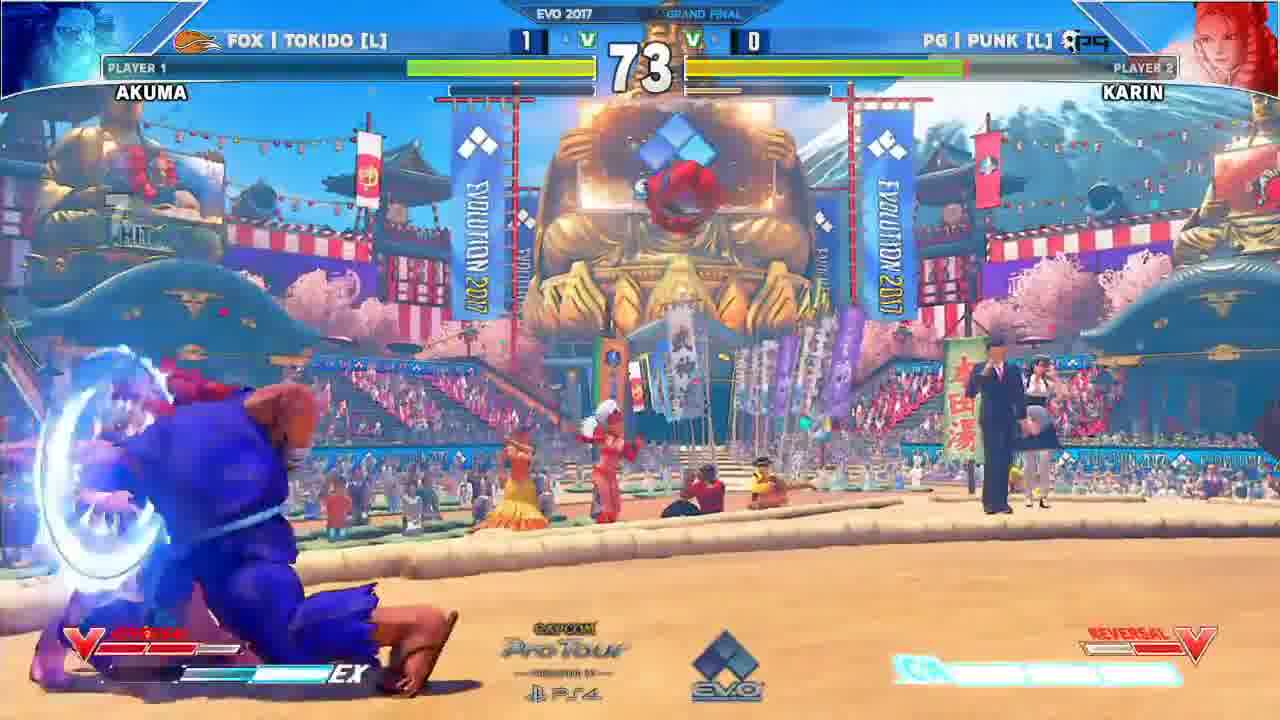 EVO 2017
GRAND FINAL
FOX | TOKIDO [L]
1
V
73
V
0
PG | PUNK [L]
PLAYER 1
PLAYER 2
AKUMA
KARIN
EVOLUTION 2017
EVOLUTION 2017
V
EX
REVERSAL
V
CAPCOM
Pro Tour
PS4
EVO